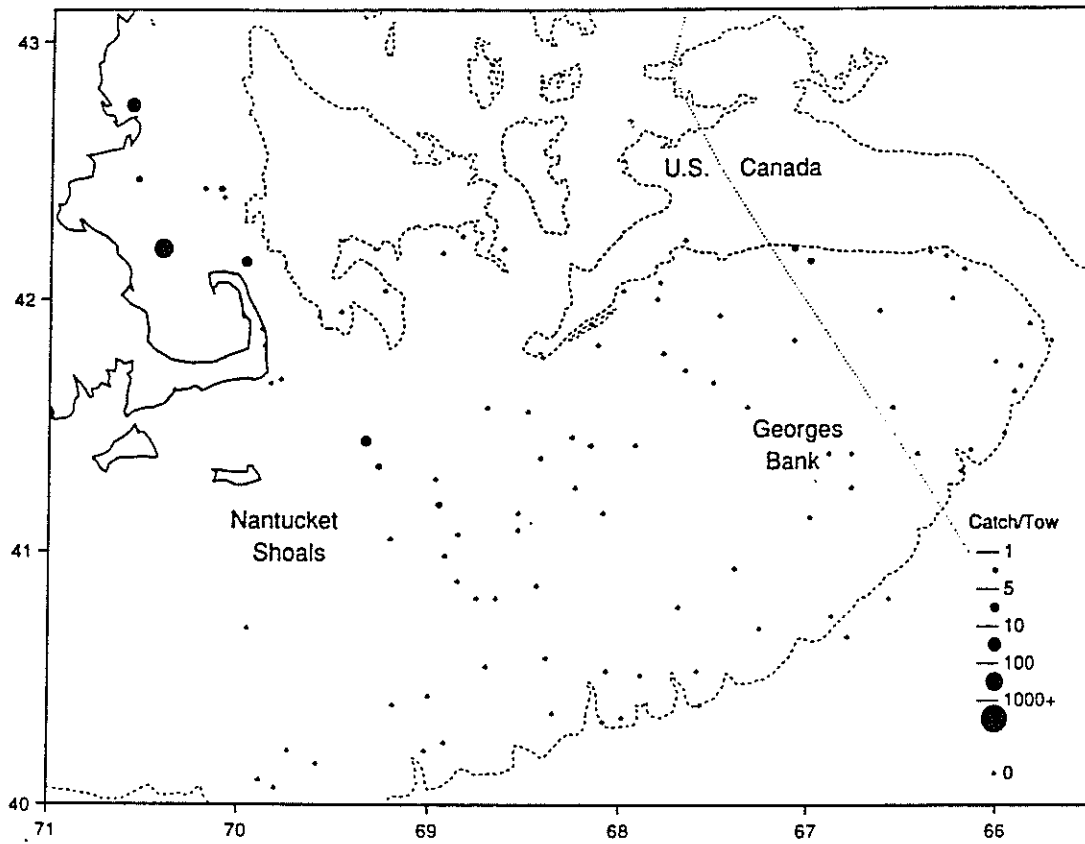 43
U.S. Canada
42
Georges
Bank
Nantucket
Shoals
41
Catch/Tow
1
5
10
100
1000+
0
40
71 70 69 68 67 66